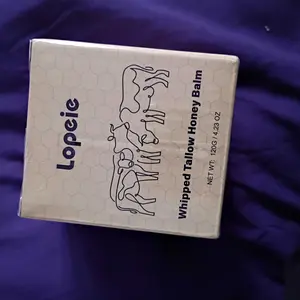 Lopeie
Whipped Tallow Honey Balm
NET WT: 120G / 4.23 OZ